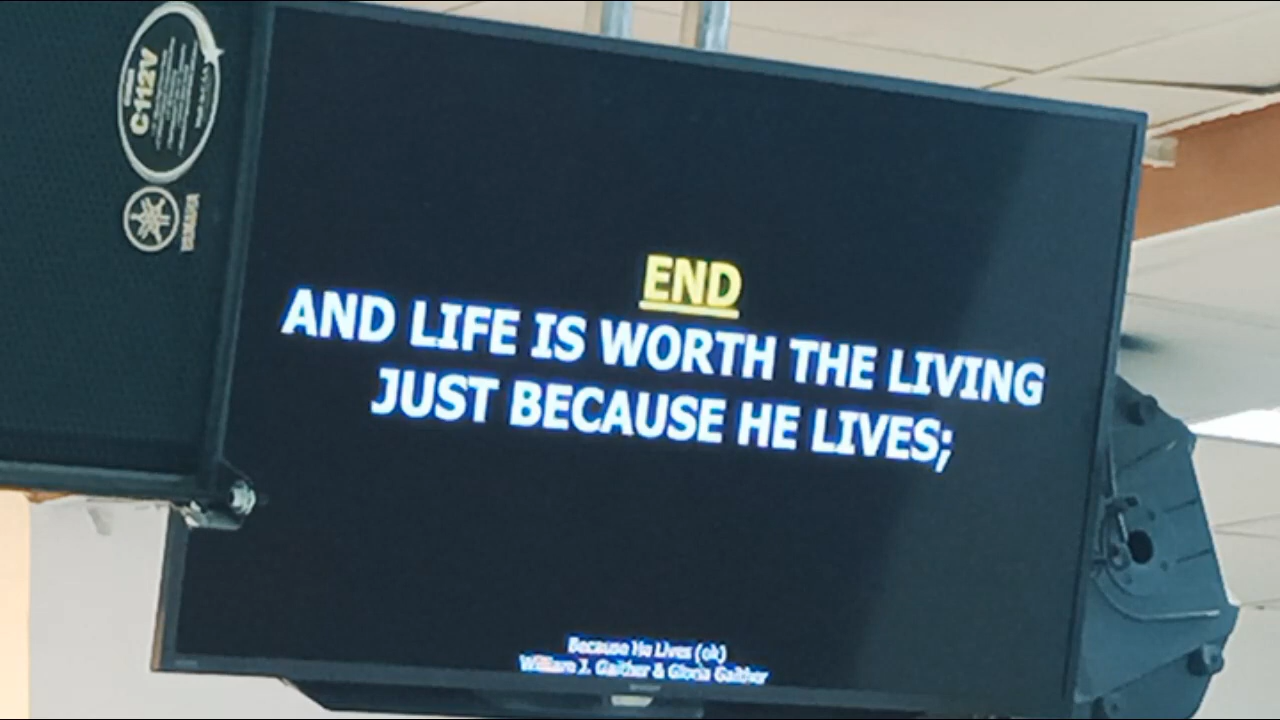 C112V
YAMAHA
END
AND LIFE IS WORTH THE LIVING
JUST BECAUSE HE LIVES;
Because He Lives (ok)
William J. Gaither & Gloria Gaither